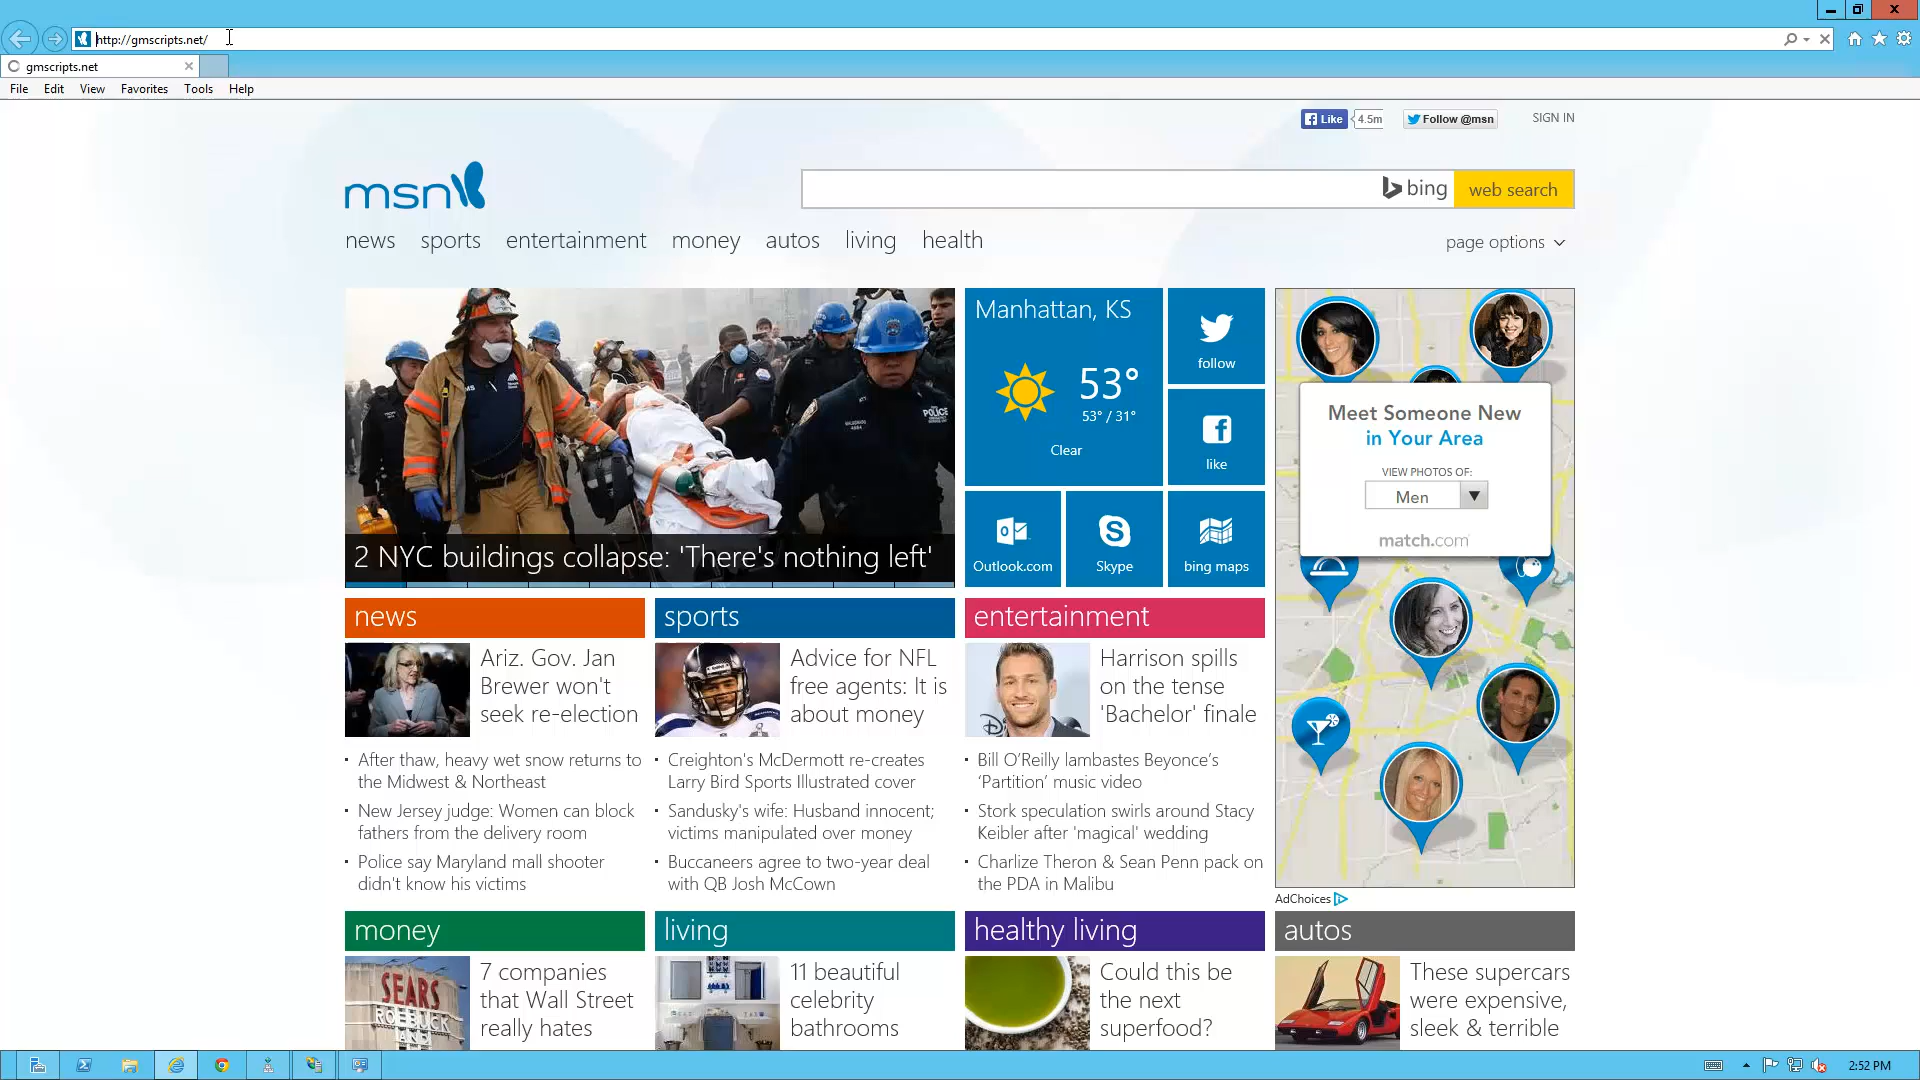 http://gmscripts.net/
gmscripts.net
File Edit View Favorites Tools Help
Like 4.5m Follow @msn SIGN IN
msn
bing web search
news sports entertainment money autos living health
page options
2 NYC buildings collapse: 'There's nothing left'
POLICE
Manhattan, KS
53°
53° / 31°
Clear
follow
like
Outlook.com
Skype
bing maps
Meet Someone New
in Your Area
VIEW PHOTOS OF:
Men
match.com
AdChoices
news
Ariz. Gov. Jan
Brewer won't
seek re-election
After thaw, heavy wet snow returns to
the Midwest & Northeast
New Jersey judge: Women can block
fathers from the delivery room
Police say Maryland mall shooter
didn't know his victims
sports
Advice for NFL
free agents: It is
about money
Creighton's McDermott re-creates
Larry Bird Sports Illustrated cover
Sandusky's wife: Husband innocent;
victims manipulated over money
Buccaneers agree to two-year deal
with QB Josh McCown
entertainment
Harrison spills
on the tense
'Bachelor' finale
Bill O'Reilly lambastes Beyonce's
‘Partition’ music video
Stork speculation swirls around Stacy
Keibler after 'magical' wedding
Charlize Theron & Sean Penn pack on
the PDA in Malibu
money
SEARS
ROEBUCK
AND
7 companies
that Wall Street
really hates
living
11 beautiful
celebrity
bathrooms
healthy living
Could this be
the next
superfood?
autos
These supercars
were expensive,
sleek & terrible
2:52 PM